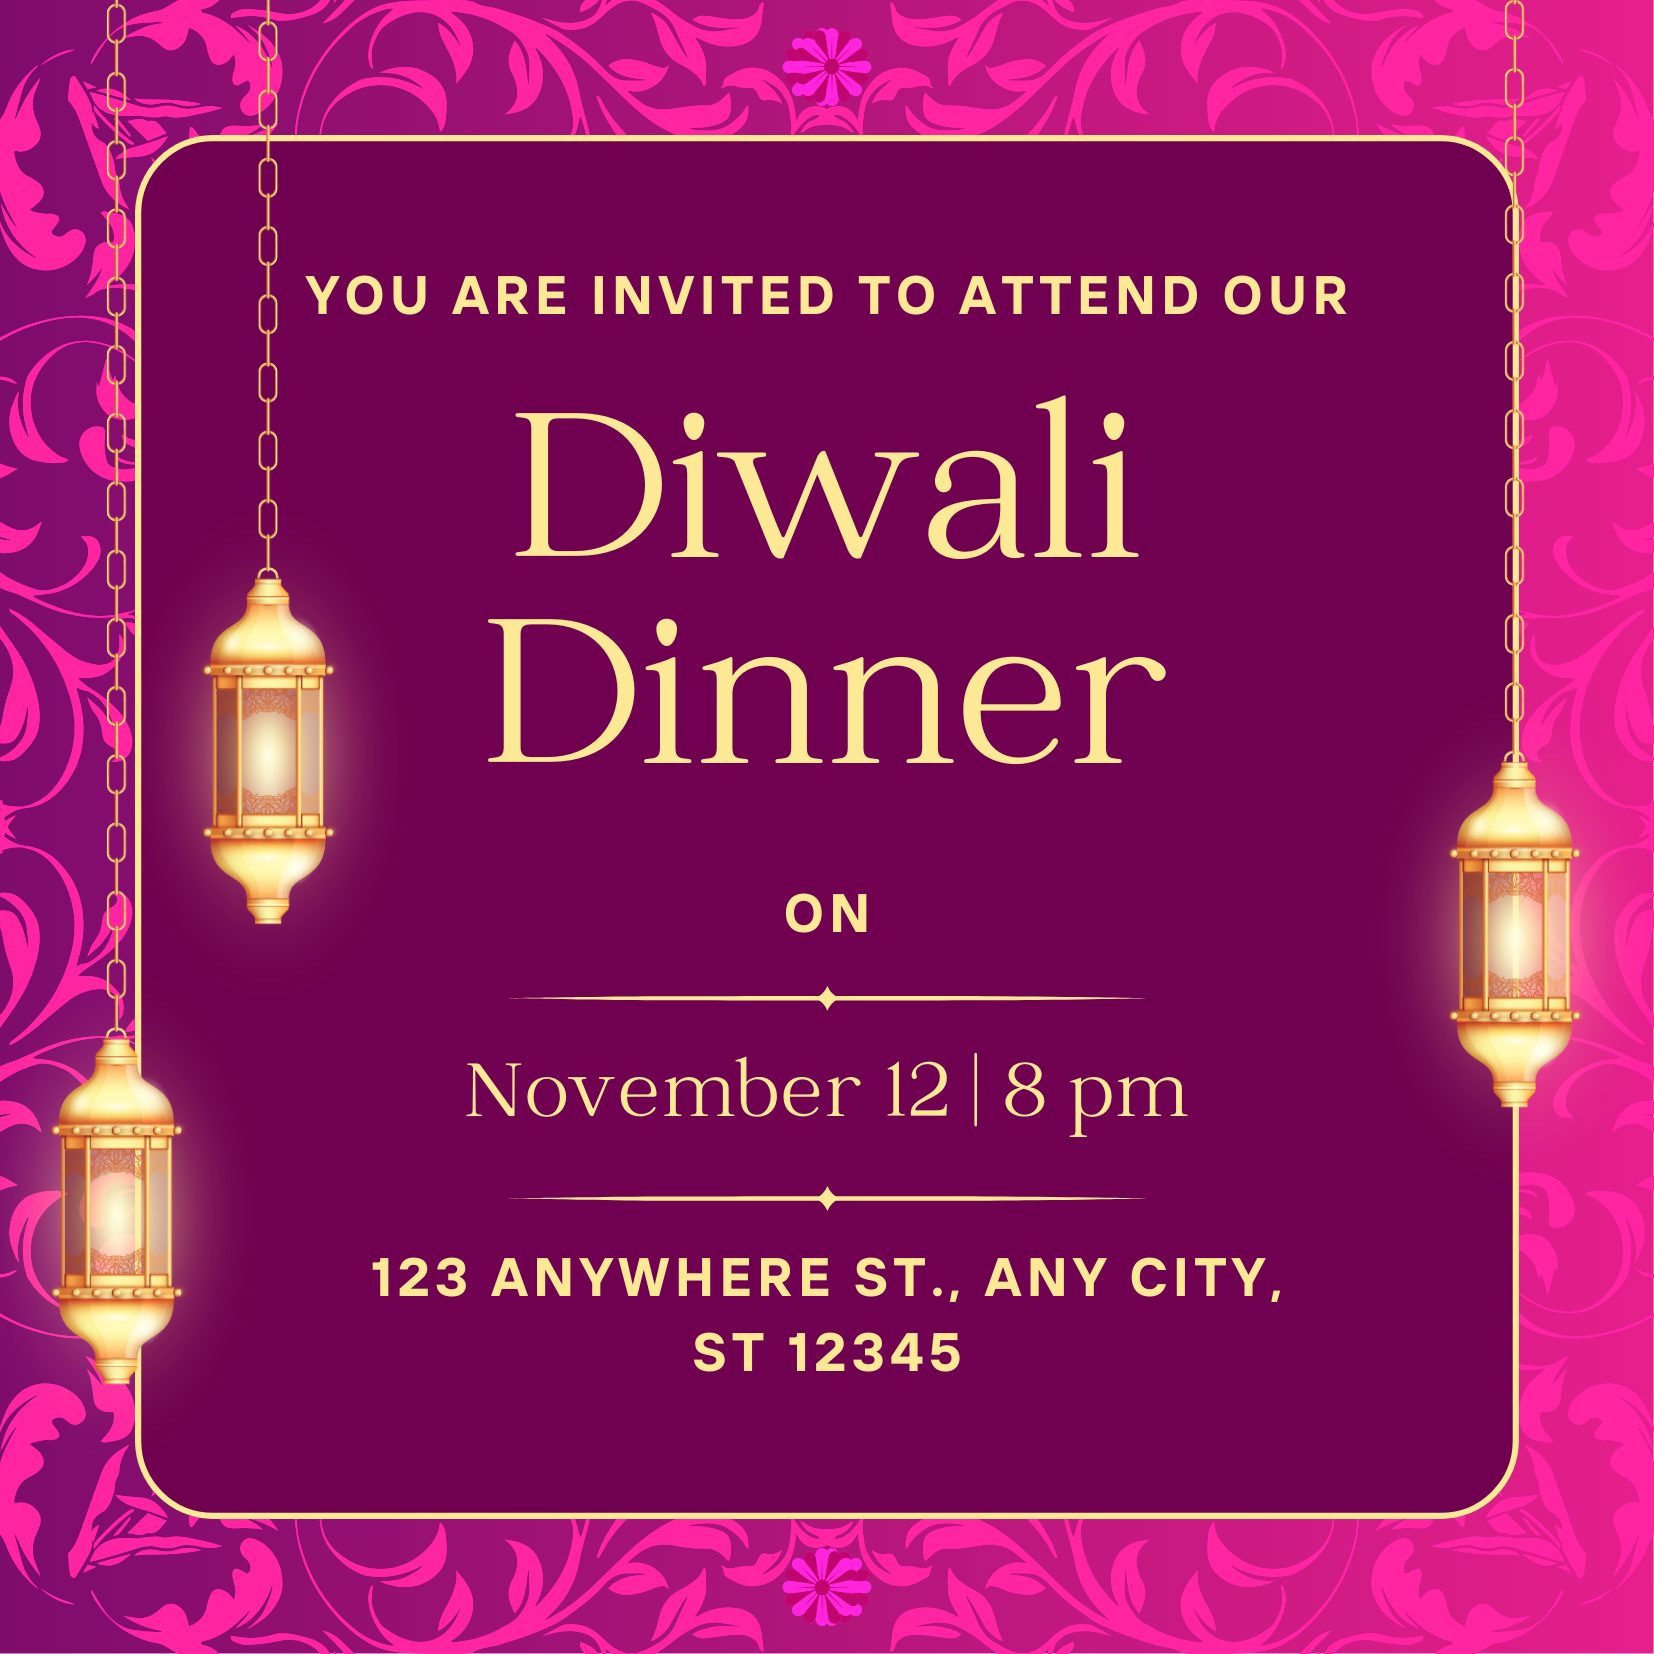 YOU ARE INVITED TO ATTEND OUR
Diwali
Dinner
ON
November 12 | 8 pm
123 ANYWHERE ST., ANY CITY,
ST 12345